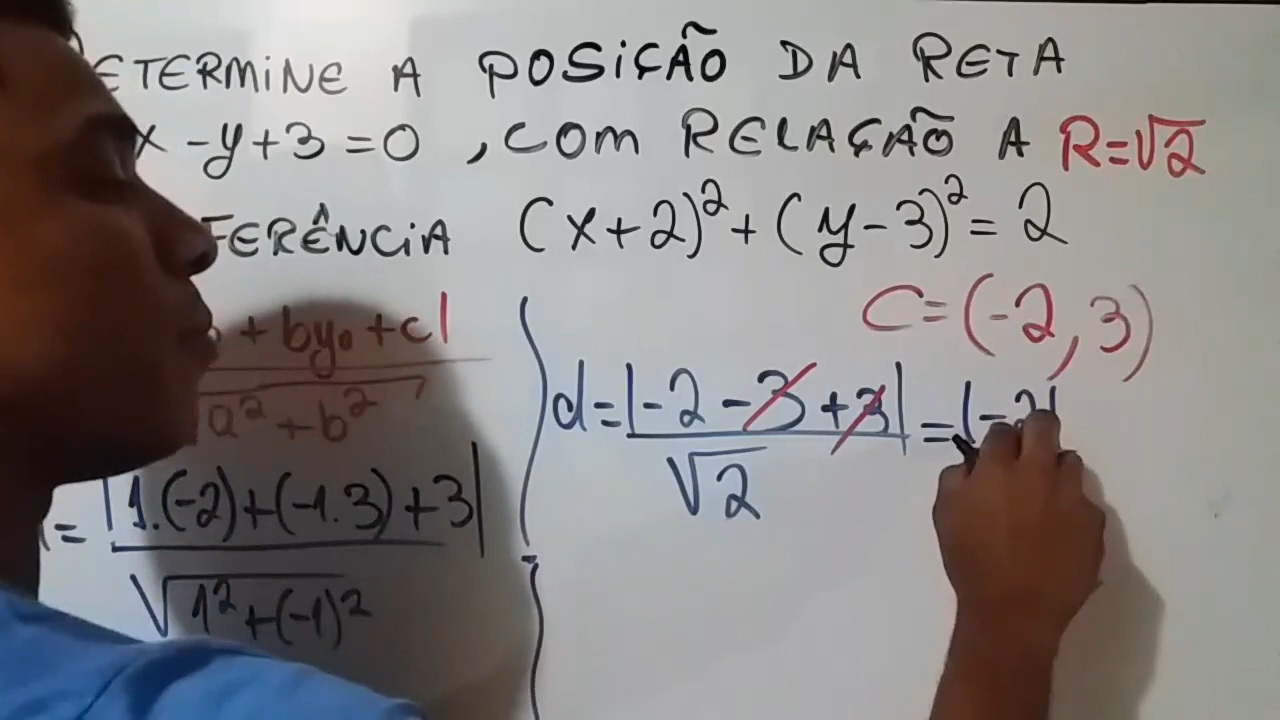 ETERMINE A POSIÇÃO DA RETA
x - y + 3 = 0 , COM RELAÇÃO A R=√2
FERÊNCIA (x+2)² + (y-3)² = 2
C = (-2, 3)
+ by₀ + c|
√a² + b²
= |1.(-2)+(-1.3)+3|
√1²+(-1)²
d = |-2 - 3 + 3| = |-2|
√2